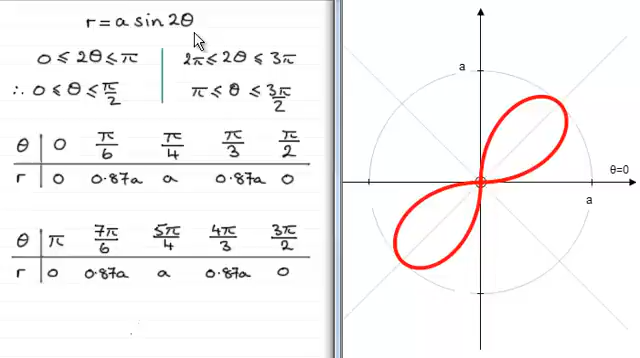 r = a sin 2θ
0 ≤ 2θ ≤ π
2π ≤ 2θ ≤ 3π
∴ 0 ≤ θ ≤ π/2
π ≤ θ ≤ 3π/2
θ 0 π/6 π/4 π/3 π/2
r 0 0.87a a 0.87a 0
θ π 7π/6 5π/4 4π/3 3π/2
r 0 0.87a a 0.87a 0
a
θ=0
a